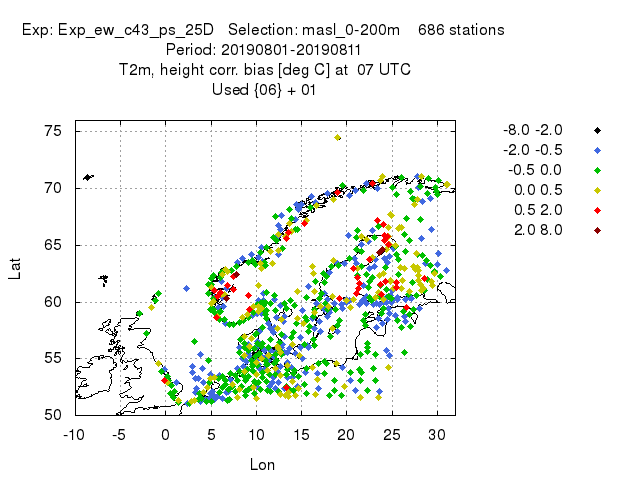 Exp: Exp_ew_c43_ps_25D Selection: masl_0-200m 686 stations
Period: 20190801-20190811
T2m, height corr. bias [deg C] at 07 UTC
Used {06} + 01
-8.0 -2.0
-2.0 -0.5
-0.5 0.0
0.0 0.5
0.5 2.0
2.0 8.0
75
70
65
60
55
50
Lat
-10 -5 0 5 10 15 20 25 30
Lon